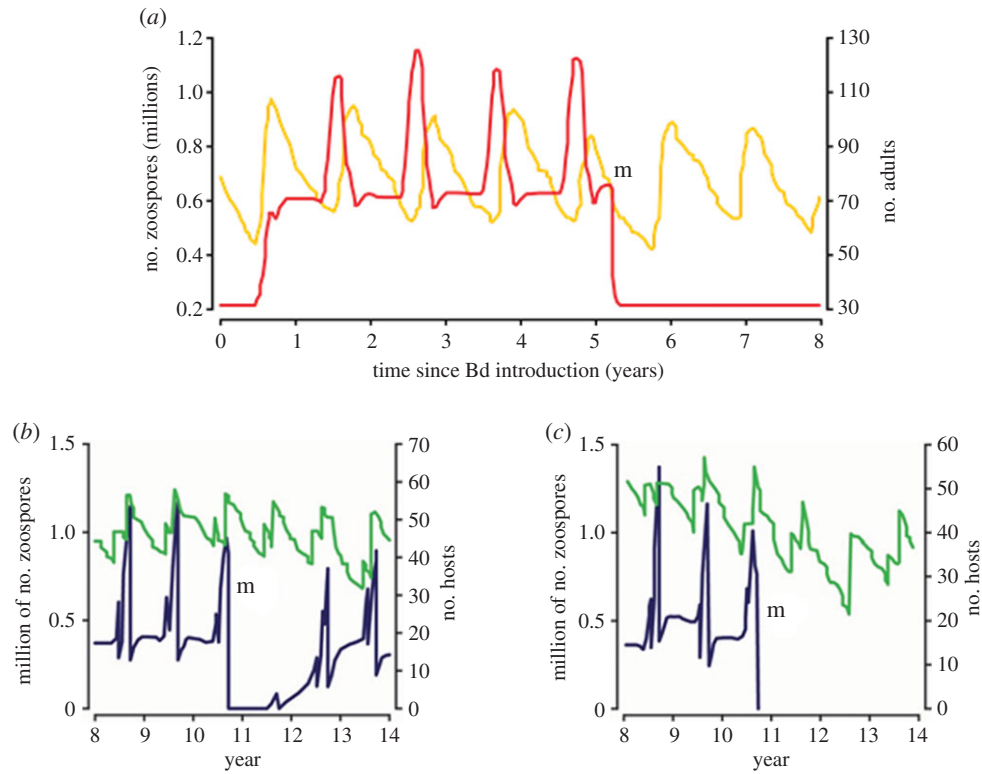 (a)
1.2
1.0
0.8
0.6
0.4
0.2
no. zoospores (millions)
130
110
90
70
50
30
no. adults
m
0 1 2 3 4 5 6 7 8
time since Bd introduction (years)
(b)
1.5
1.0
0.5
0
million of no. zoospores
70
60
50
40
30
20
10
0
no. hosts
m
8 9 10 11 12 13 14
year
(c)
1.5
1.0
0.5
0
million of no. zoospores
60
50
40
30
20
10
0
no. hosts
m
8 9 10 11 12 13 14
year